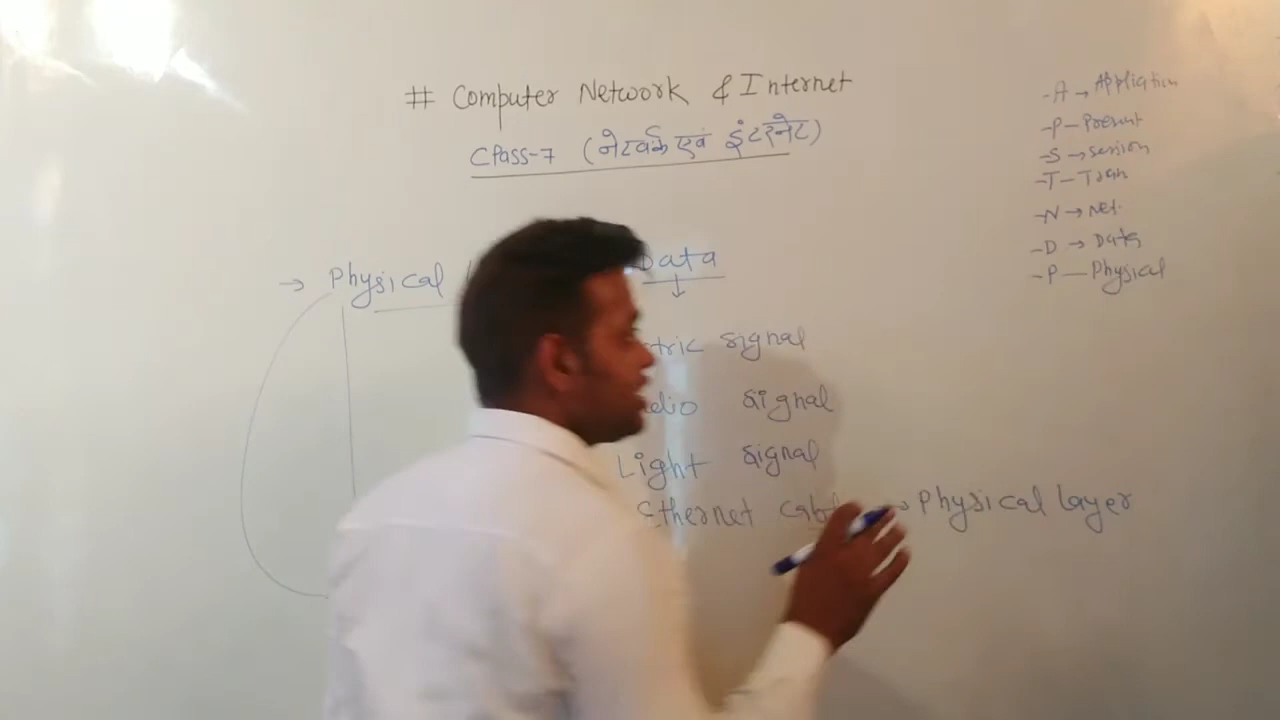 # Computer Network & Internet
Class-7 (नेटवर्क एवं इंटरनेट)
- A → Application
- P — Present
- S → Session
- T — Tran
- N → Net
- D → Data
- P — Physical
→ Physical
Data
↓
tric signal
dio signal
Light signal
Ethernet cabl → Physical layer